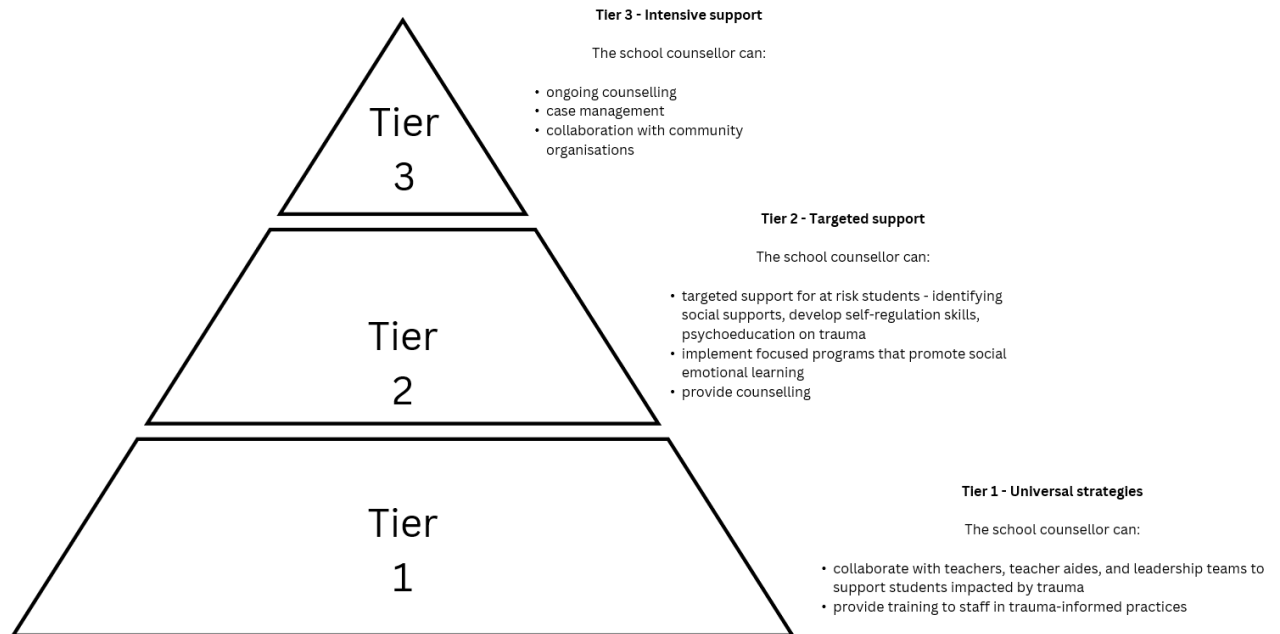 Tier 3 - Intensive support
The school counsellor can:
• ongoing counselling
• case management
• collaboration with community
organisations
Tier
3
Tier 2 - Targeted support
The school counsellor can:
• targeted support for at risk students - identifying
social supports, develop self-regulation skills,
psychoeducation on trauma
• implement focused programs that promote social
emotional learning
• provide counselling
Tier
2
Tier 1 - Universal strategies
The school counsellor can:
• collaborate with teachers, teacher aides, and leadership teams to
support students impacted by trauma
• provide training to staff in trauma-informed practices
Tier
1